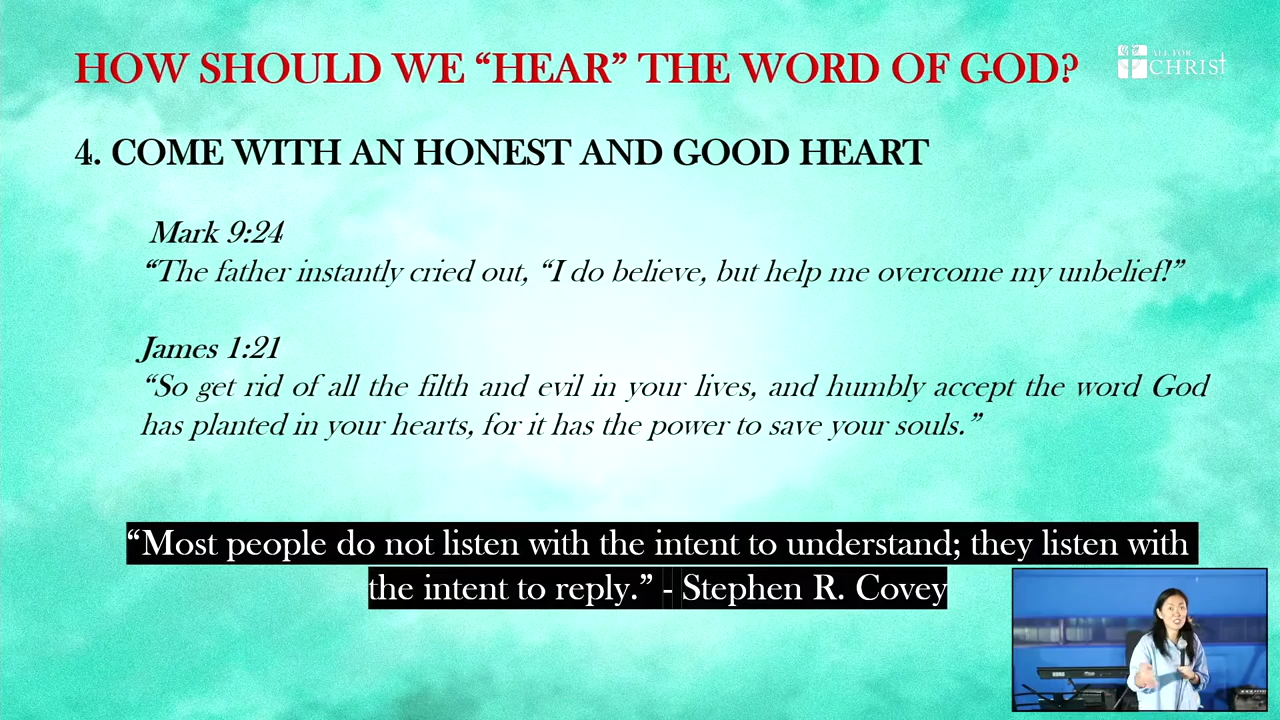 HOW SHOULD WE “HEAR” THE WORD OF GOD?
ALL FOR
CHRIST
4. COME WITH AN HONEST AND GOOD HEART
Mark 9:24
“The father instantly cried out, “I do believe, but help me overcome my unbelief!”
James 1:21
“So get rid of all the filth and evil in your lives, and humbly accept the word God
has planted in your hearts, for it has the power to save your souls.”
“Most people do not listen with the intent to understand; they listen with
the intent to reply.” - Stephen R. Covey